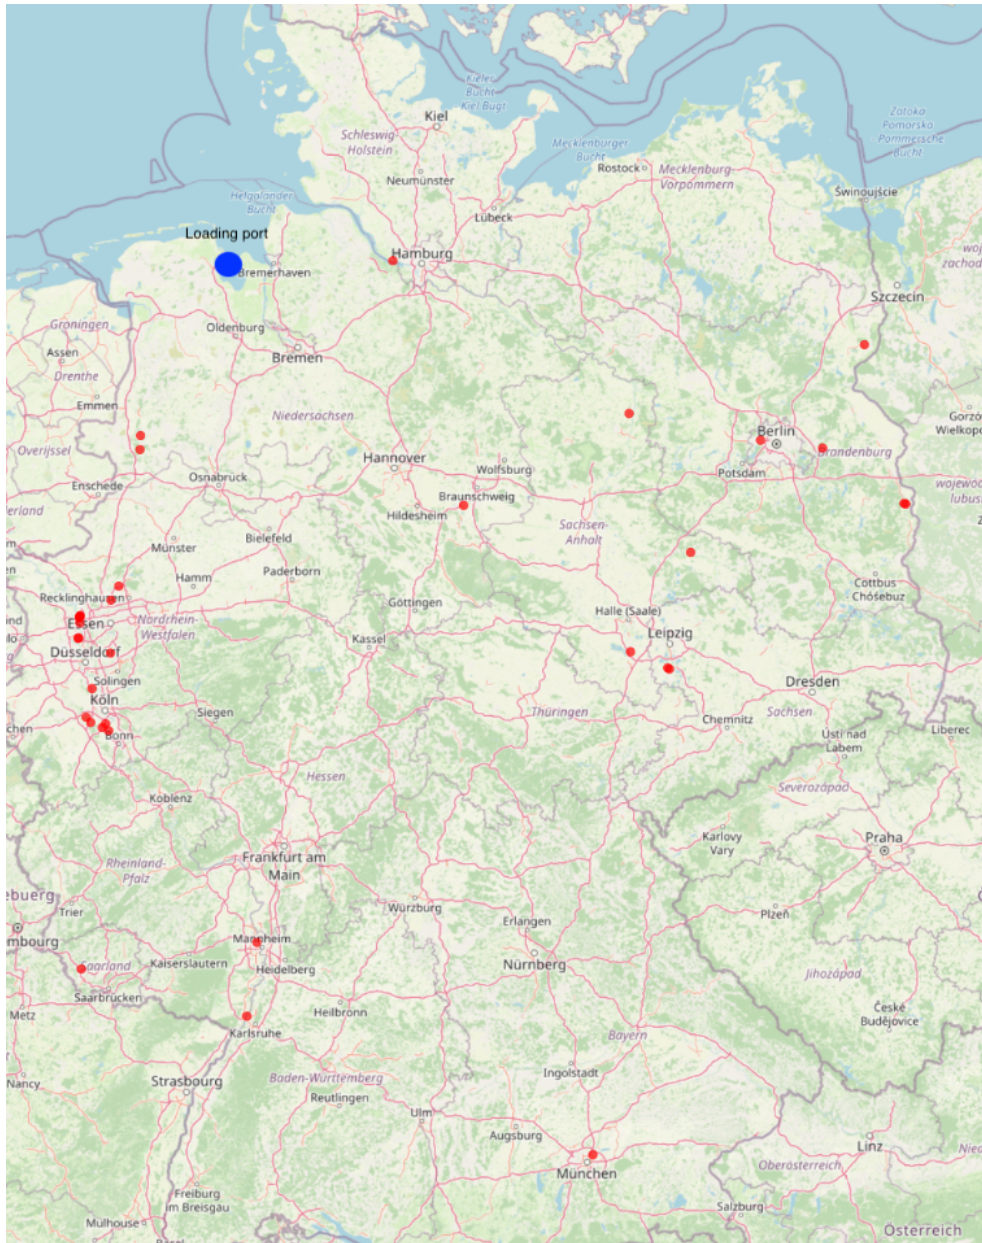 Kieler
Bucht
Kiel Bugt
Kiel
Zatoka
Pomorska
Pommersche
Bucht
Schleswig-
Holstein
Mecklenburger
Bucht
Rostock
Mecklenburg-
Vorpommern
Neumünster
Świnoujście
Helgoländer
Bucht
Lübeck
Loading port
Hamburg
Bremerhaven
Szczecin
Groningen
Oldenburg
Assen
Bremen
Drenthe
Emmen
Niedersachsen
Berlin
Overijssel
Hannover
Wolfsburg
Brandenburg
Osnabrück
Potsdam
Enschede
Braunschweig
Hildesheim
Sachsen-
Anhalt
Bielefeld
Münster
Hamm
Paderborn
Cottbus
Chóśebuz
Recklinghausen
Göttingen
Halle (Saale)
Essen
Nordrhein-
Westfalen
Kassel
Leipzig
Düsseldorf
Solingen
Dresden
Köln
Siegen
Thüringen
Sachsen
Chemnitz
Bonn
Ústí nad
Labem
Liberec
Hessen
Severozápad
Koblenz
Karlovy
Vary
Praha
Frankfurt am
Main
Rheinland-
Pfalz
Trier
Würzburg
Erlangen
Plzeň
Mannheim
Saarland
Kaiserslautern
Heidelberg
Nürnberg
Jihozápad
Saarbrücken
Metz
Heilbronn
České
Budějovice
Karlsruhe
Bayern
Nancy
Strasbourg
Baden-Württemberg
Ingolstadt
Reutlingen
Ulm
Augsburg
Linz
München
Oberösterreich
Freiburg
im Breisgau
Salzburg
Mulhouse
Österreich